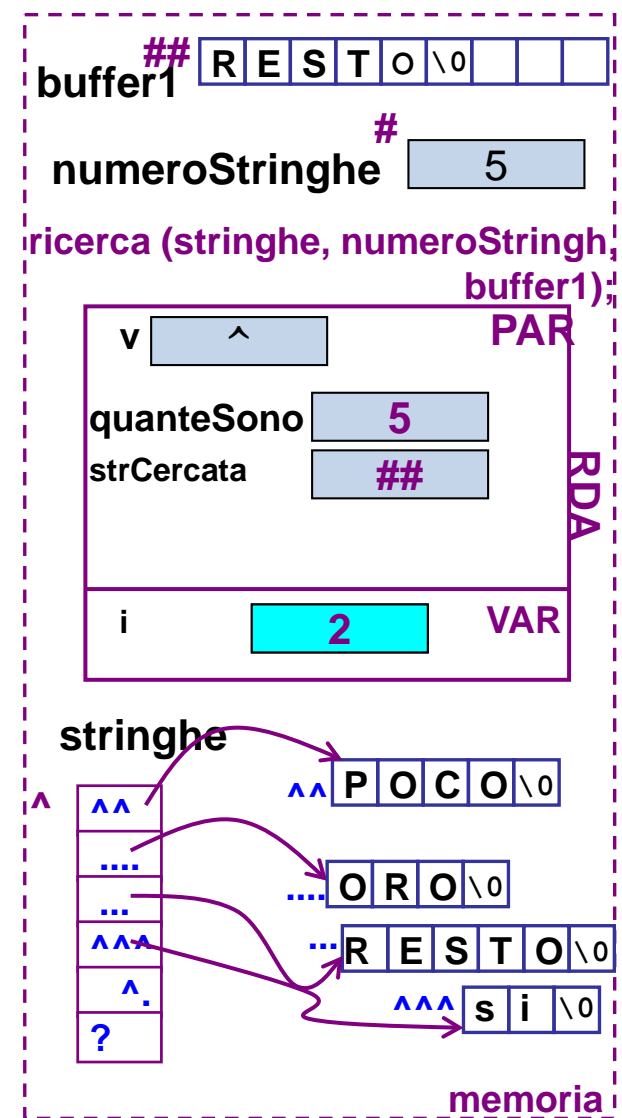 ## R E S T O \0
buffer1
#
numeroStringhe 5
ricerca (stringhe, numeroStringh,
buffer1);
v ^ PAR
quanteSono 5
strCercata ##
RDA
i 2 VAR
stringhe
^ ^^ ^^ P O C O \0
.... .... O R O \0
... ... R E S T O \0
^^^ ^^^ s i \0
^.
?
memoria